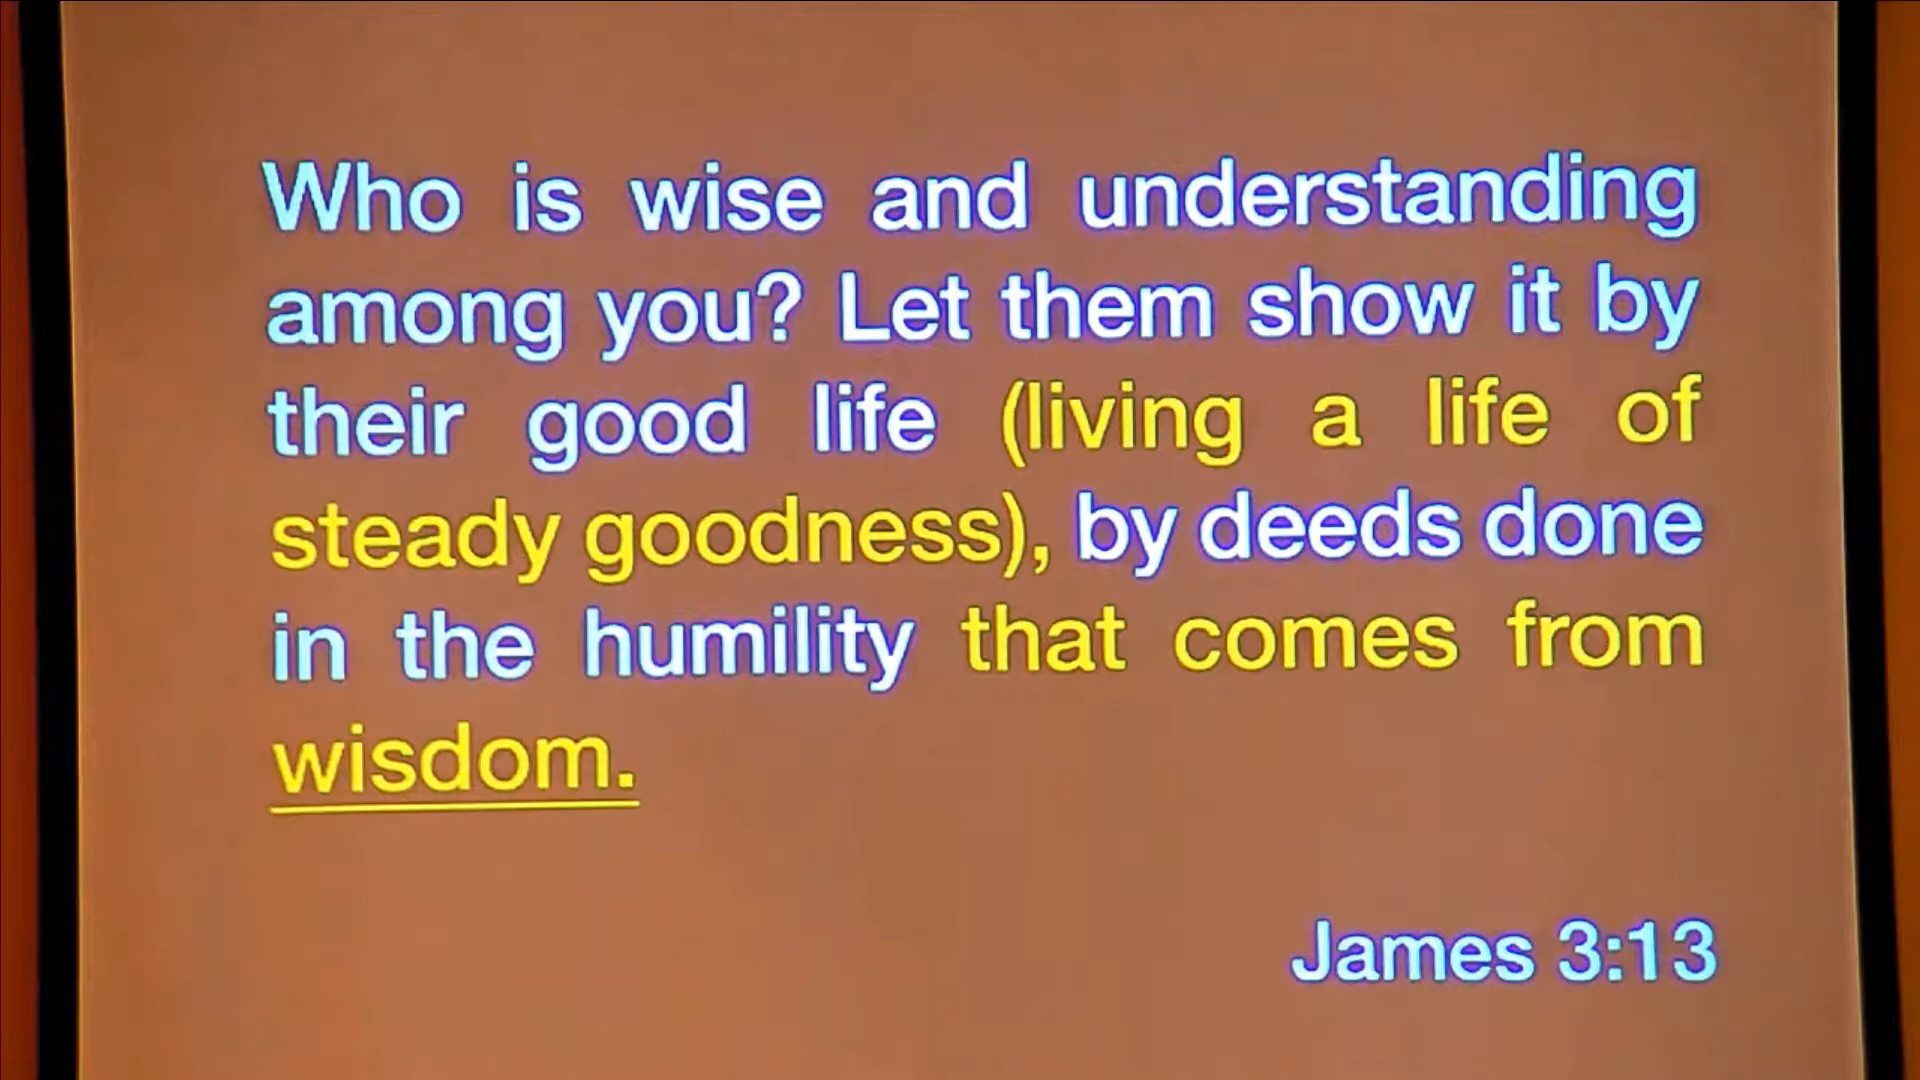 Who is wise and understanding
among you? Let them show it by
their good life (living a life of
steady goodness), by deeds done
in the humility that comes from
wisdom.
James 3:13